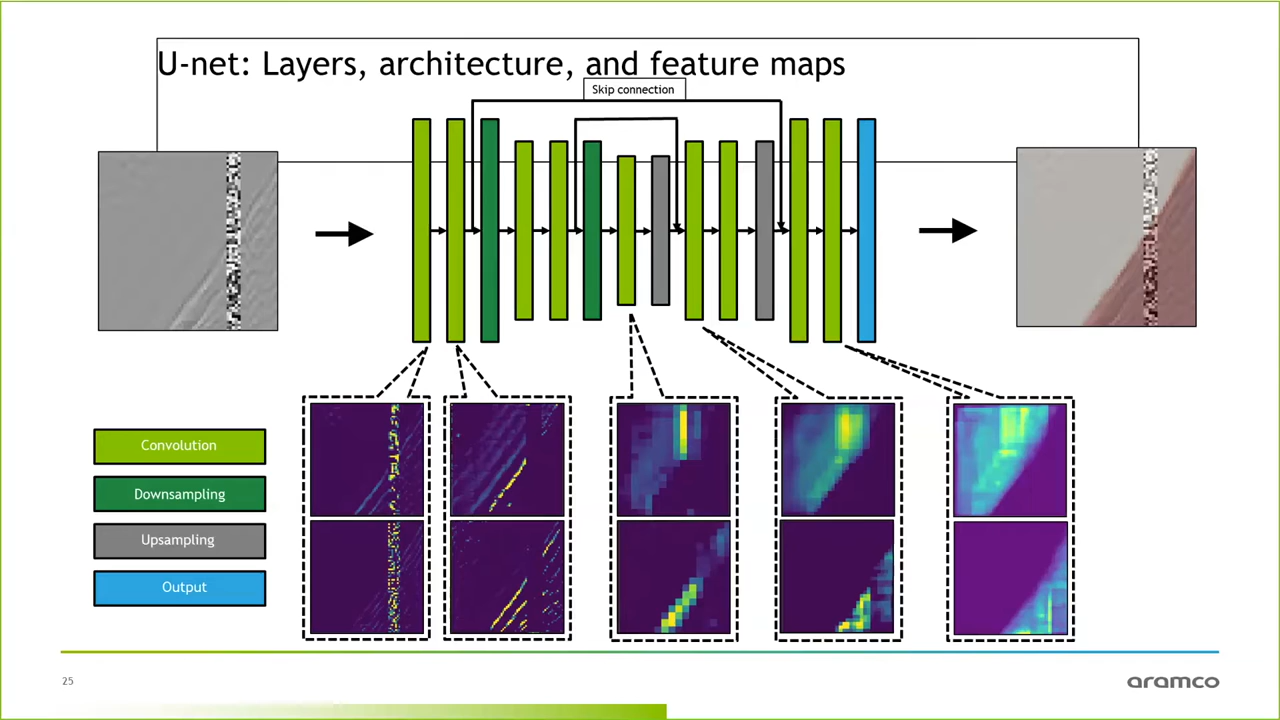 U-net: Layers, architecture, and feature maps
Skip connection
Convolution
Downsampling
Upsampling
Output
25
aramco